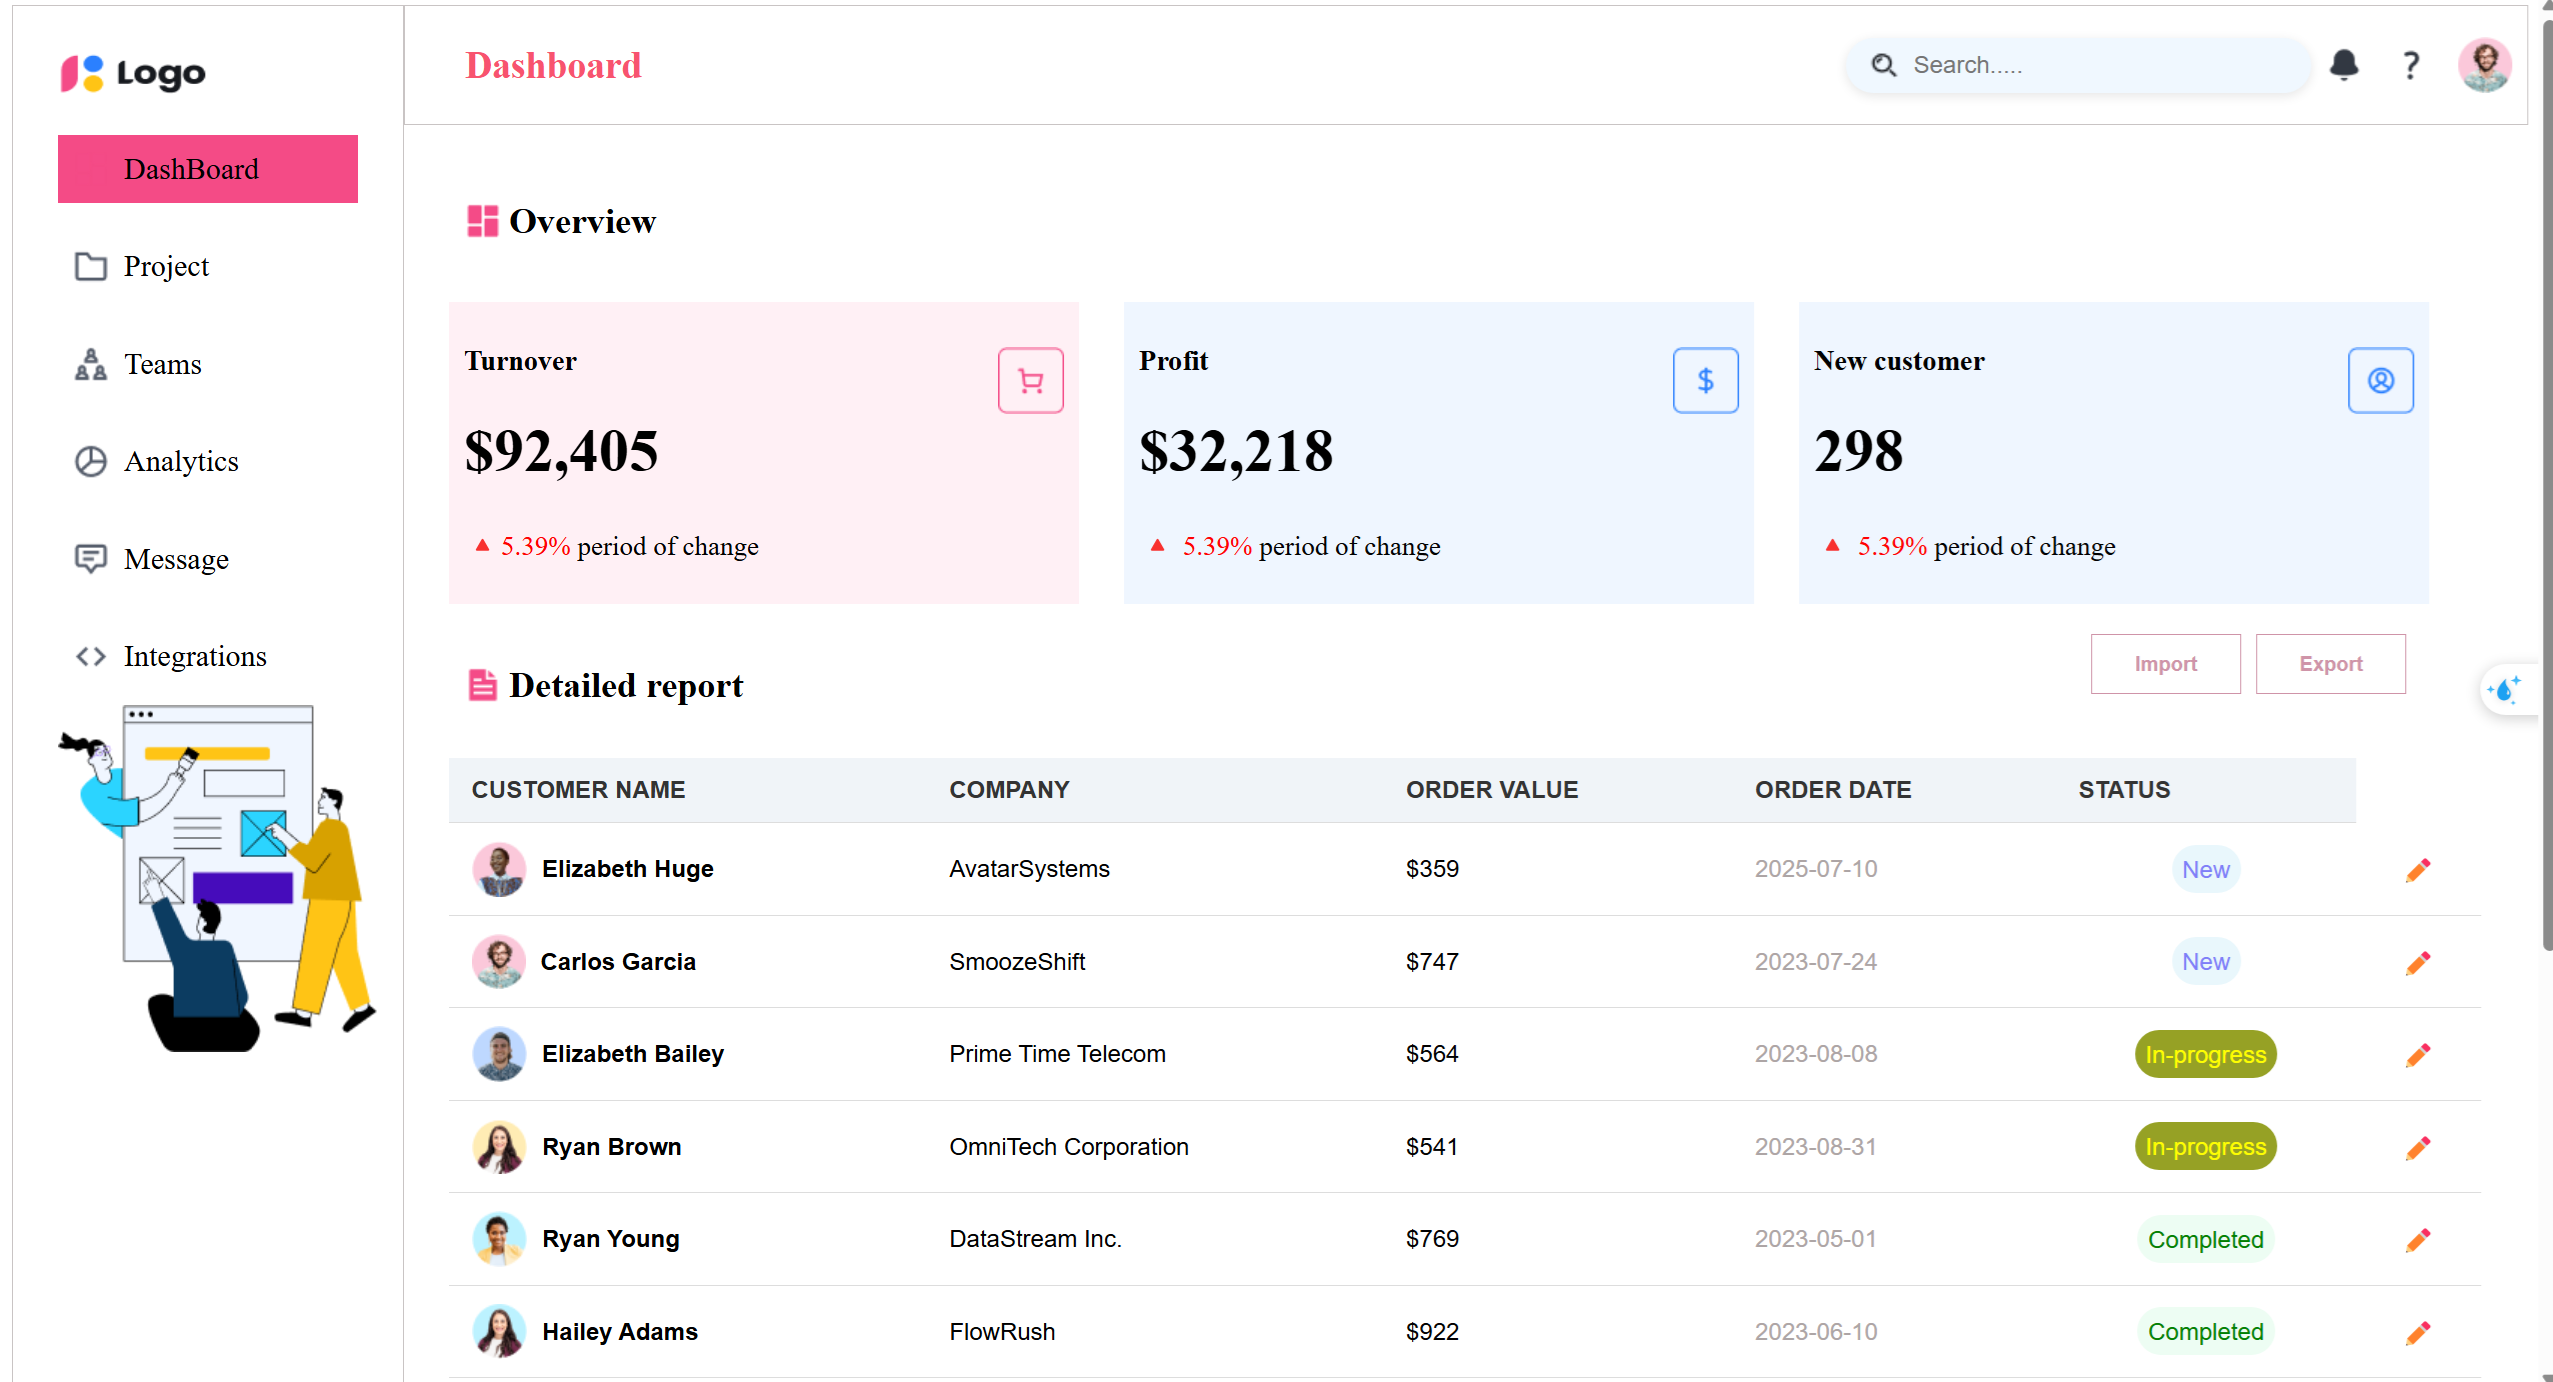 Logo
Dashboard
Search.....
?
DashBoard
Project
Teams
Analytics
Message
Integrations
Overview
Turnover
$92,405
5.39% period of change
Profit
$
$32,218
5.39% period of change
New customer
298
5.39% period of change
Detailed report
Import
Export
CUSTOMER NAME COMPANY ORDER VALUE ORDER DATE STATUS
Elizabeth Huge AvatarSystems $359 2025-07-10 New
Carlos Garcia SmoozeShift $747 2023-07-24 New
Elizabeth Bailey Prime Time Telecom $564 2023-08-08 In-progress
Ryan Brown OmniTech Corporation $541 2023-08-31 In-progress
Ryan Young DataStream Inc. $769 2023-05-01 Completed
Hailey Adams FlowRush $922 2023-06-10 Completed